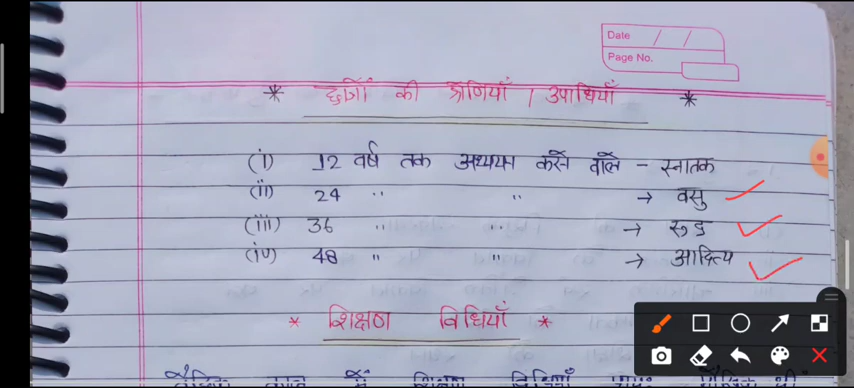 Date / /
Page No.
* छात्रों की श्रेणियाँ / उपाधियाँ *
(i) 12 वर्ष तक अध्ययन करने वाले - स्नातक
(ii) 24 " " → वसु
(iii) 36 " " → रुद्र
(iv) 48 " " → आदित्य
* शिक्षण विधियाँ *